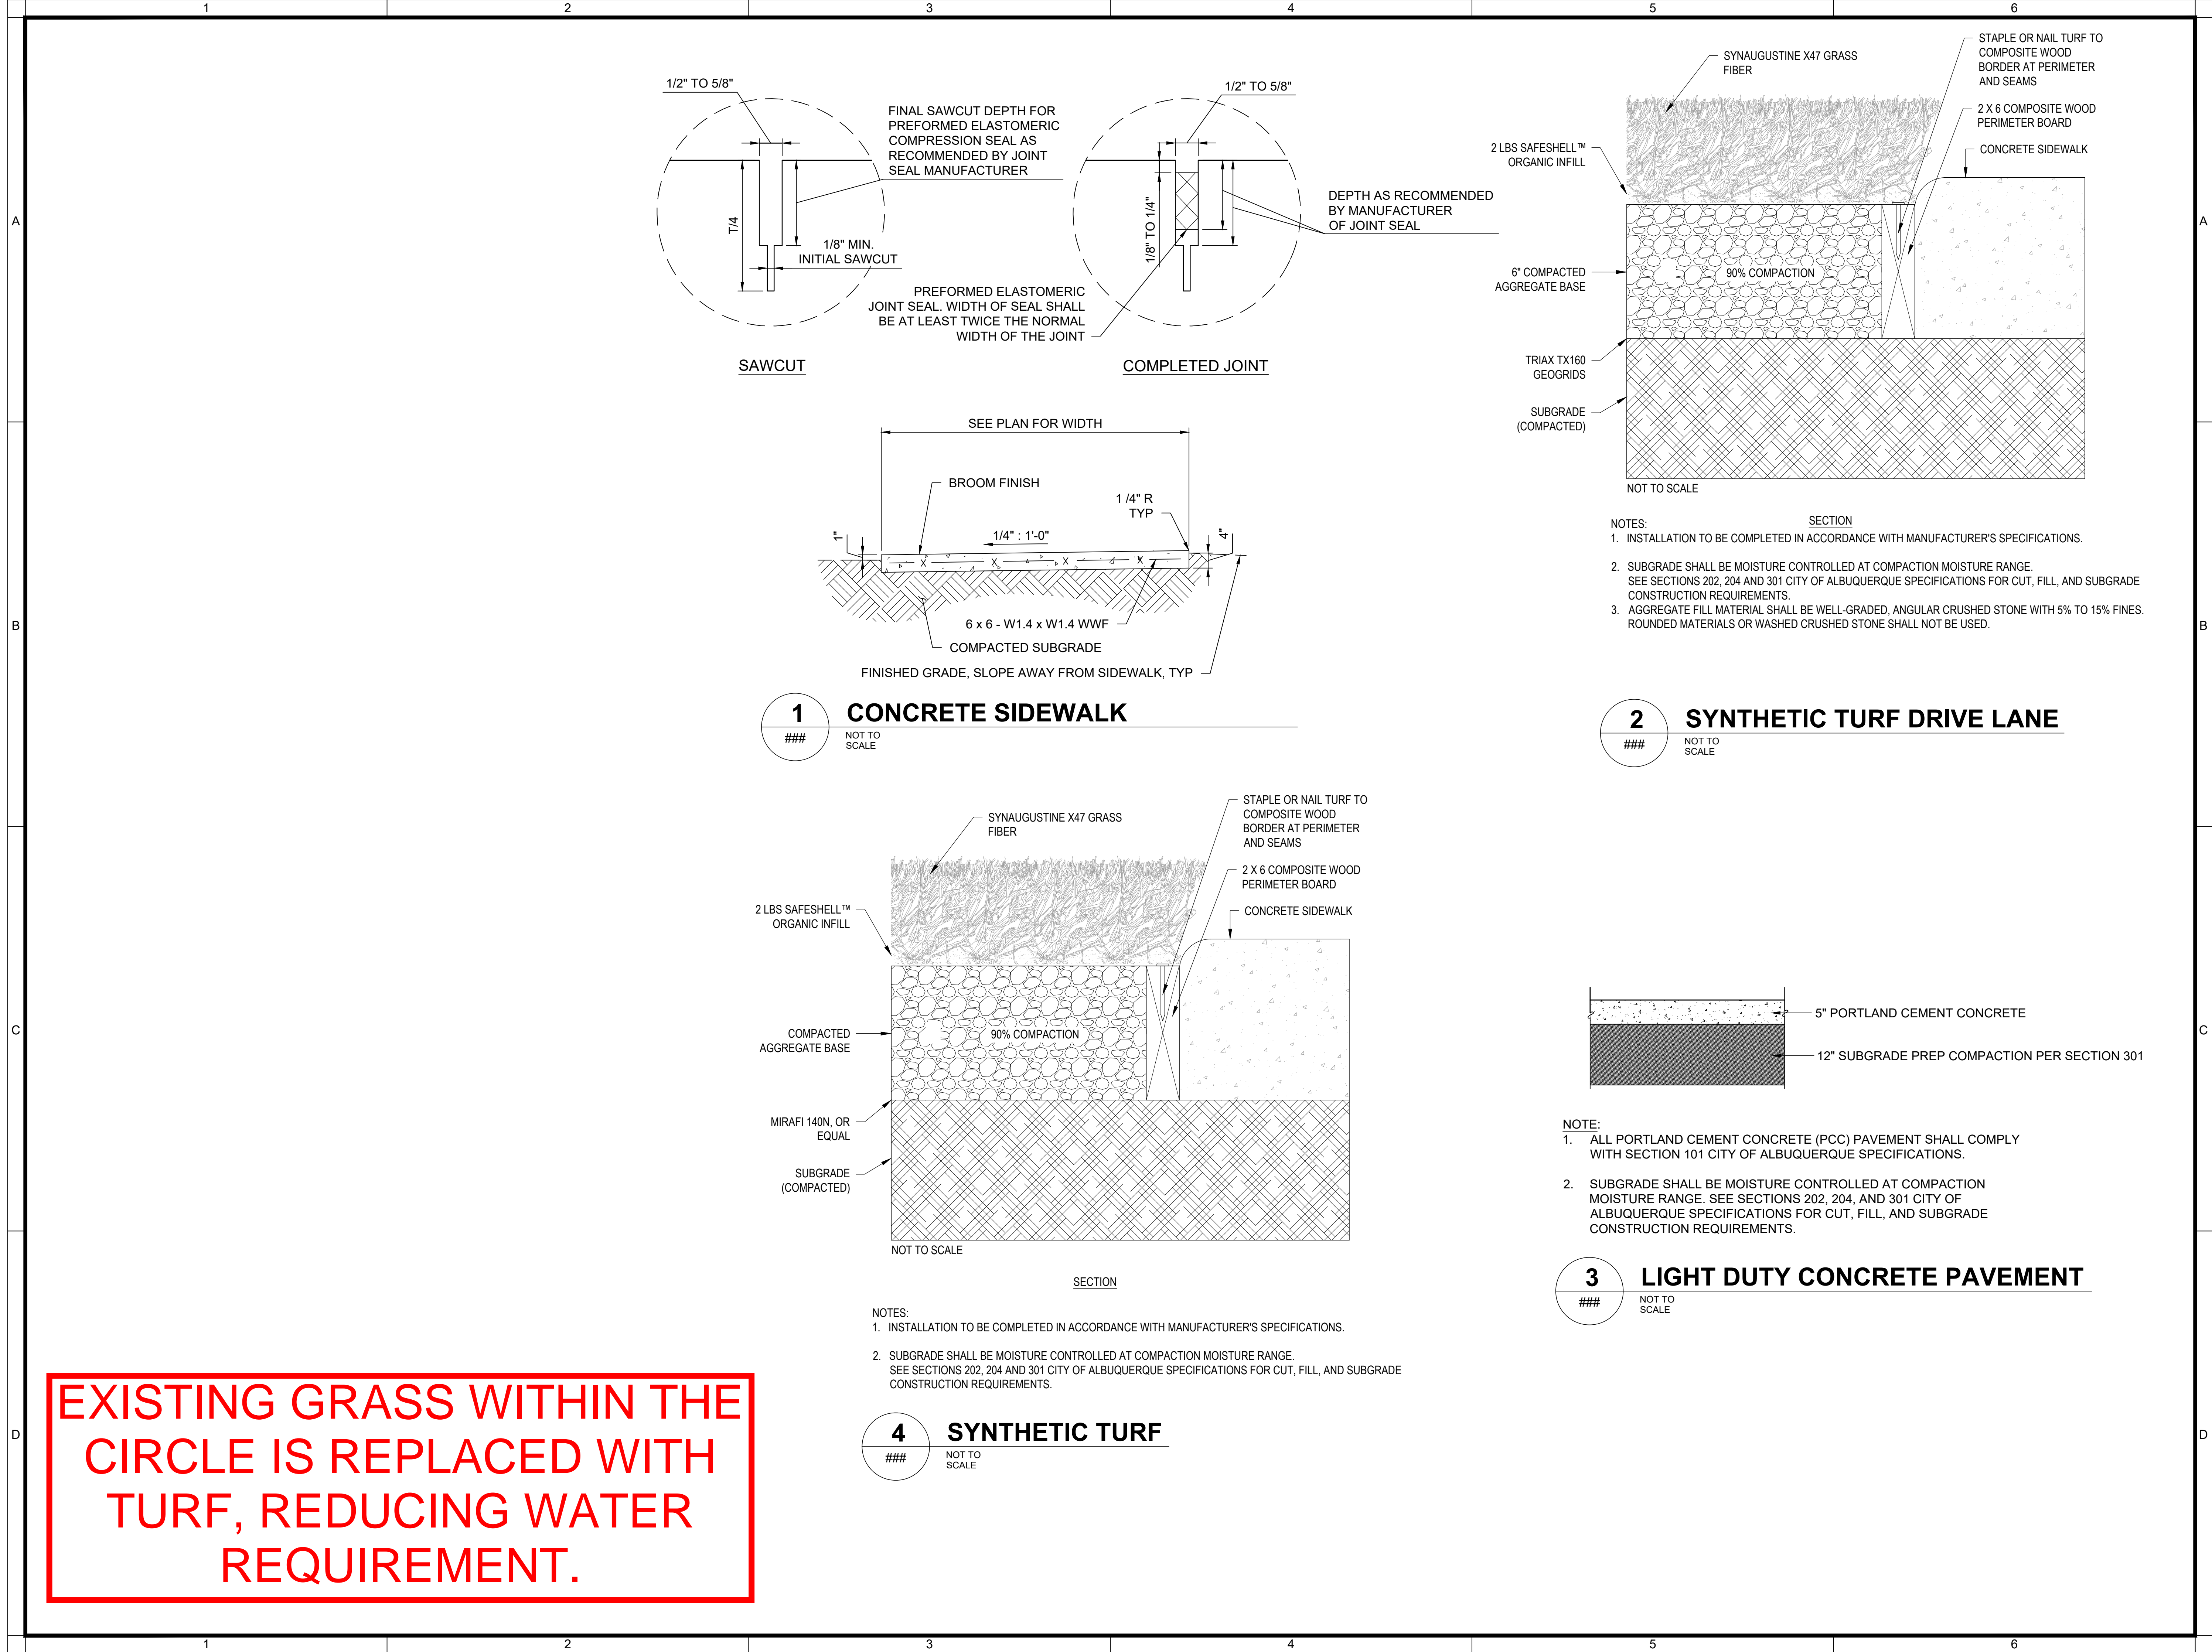 1 2 3 4 5 6
A
B
C
D
1/2" TO 5/8"
FINAL SAWCUT DEPTH FOR
PREFORMED ELASTOMERIC
COMPRESSION SEAL AS
RECOMMENDED BY JOINT
SEAL MANUFACTURER
T/4
1/8" MIN.
INITIAL SAWCUT
SAWCUT
1/2" TO 5/8"
DEPTH AS RECOMMENDED
BY MANUFACTURER
OF JOINT SEAL
1/8" TO 1/4"
PREFORMED ELASTOMERIC
JOINT SEAL. WIDTH OF SEAL SHALL
BE AT LEAST TWICE THE NORMAL
WIDTH OF THE JOINT
COMPLETED JOINT
SEE PLAN FOR WIDTH
BROOM FINISH
1 /4" R
TYP
1"
1/4" : 1'-0"
4"
X X X X
6 x 6 - W1.4 x W1.4 WWF
COMPACTED SUBGRADE
FINISHED GRADE, SLOPE AWAY FROM SIDEWALK, TYP
1
###
CONCRETE SIDEWALK
NOT TO
SCALE
SYNAUGUSTINE X47 GRASS
FIBER
STAPLE OR NAIL TURF TO
COMPOSITE WOOD
BORDER AT PERIMETER
AND SEAMS
2 X 6 COMPOSITE WOOD
PERIMETER BOARD
CONCRETE SIDEWALK
2 LBS SAFESHELL™
ORGANIC INFILL
6" COMPACTED
AGGREGATE BASE
90% COMPACTION
TRIAX TX160
GEOGRIDS
SUBGRADE
(COMPACTED)
NOT TO SCALE
SECTION
NOTES:
1. INSTALLATION TO BE COMPLETED IN ACCORDANCE WITH MANUFACTURER'S SPECIFICATIONS.
2. SUBGRADE SHALL BE MOISTURE CONTROLLED AT COMPACTION MOISTURE RANGE.
SEE SECTIONS 202, 204 AND 301 CITY OF ALBUQUERQUE SPECIFICATIONS FOR CUT, FILL, AND SUBGRADE
CONSTRUCTION REQUIREMENTS.
3. AGGREGATE FILL MATERIAL SHALL BE WELL-GRADED, ANGULAR CRUSHED STONE WITH 5% TO 15% FINES.
ROUNDED MATERIALS OR WASHED CRUSHED STONE SHALL NOT BE USED.
2
###
SYNTHETIC TURF DRIVE LANE
NOT TO
SCALE
SYNAUGUSTINE X47 GRASS
FIBER
STAPLE OR NAIL TURF TO
COMPOSITE WOOD
BORDER AT PERIMETER
AND SEAMS
2 X 6 COMPOSITE WOOD
PERIMETER BOARD
CONCRETE SIDEWALK
2 LBS SAFESHELL™
ORGANIC INFILL
COMPACTED
AGGREGATE BASE
90% COMPACTION
MIRAFI 140N, OR
EQUAL
SUBGRADE
(COMPACTED)
NOT TO SCALE
SECTION
NOTES:
1. INSTALLATION TO BE COMPLETED IN ACCORDANCE WITH MANUFACTURER'S SPECIFICATIONS.
2. SUBGRADE SHALL BE MOISTURE CONTROLLED AT COMPACTION MOISTURE RANGE.
SEE SECTIONS 202, 204 AND 301 CITY OF ALBUQUERQUE SPECIFICATIONS FOR CUT, FILL, AND SUBGRADE
CONSTRUCTION REQUIREMENTS.
4
###
SYNTHETIC TURF
NOT TO
SCALE
5" PORTLAND CEMENT CONCRETE
12" SUBGRADE PREP COMPACTION PER SECTION 301
NOTE:
1. ALL PORTLAND CEMENT CONCRETE (PCC) PAVEMENT SHALL COMPLY
WITH SECTION 101 CITY OF ALBUQUERQUE SPECIFICATIONS.
2. SUBGRADE SHALL BE MOISTURE CONTROLLED AT COMPACTION
MOISTURE RANGE. SEE SECTIONS 202, 204, AND 301 CITY OF
ALBUQUERQUE SPECIFICATIONS FOR CUT, FILL, AND SUBGRADE
CONSTRUCTION REQUIREMENTS.
3
###
LIGHT DUTY CONCRETE PAVEMENT
NOT TO
SCALE
EXISTING GRASS WITHIN THE
CIRCLE IS REPLACED WITH
TURF, REDUCING WATER
REQUIREMENT.
A
B
C
D
1 2 3 4 5 6